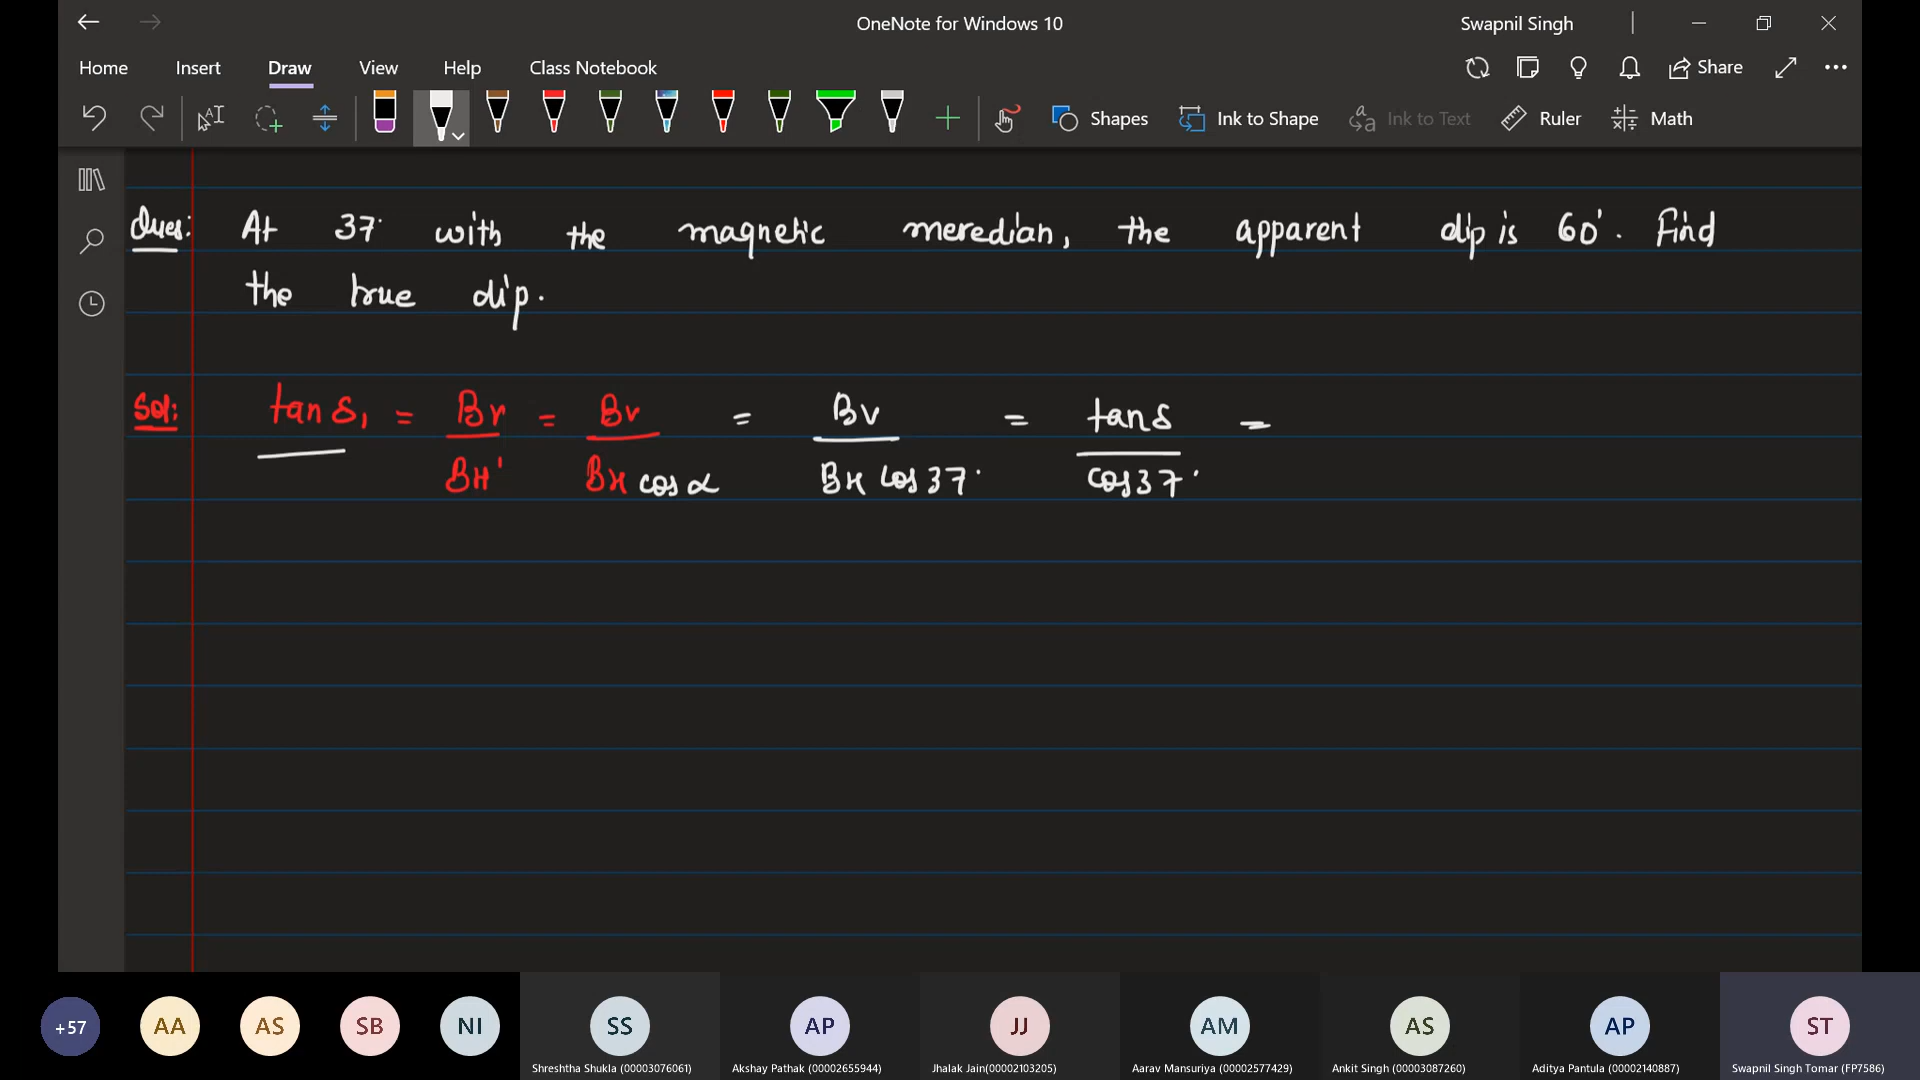 OneNote for Windows 10
Swapnil Singh
Home Insert Draw View Help Class Notebook
Share
Shapes Ink to Shape Ink to Text Ruler Math
Ques: At 37° with the magnetic meredian, the apparent dip is 60°. Find
the true dip.
Sol: tan δ₁ = Bv/BH' = Bv/(BH cos α) = Bv/(BH cos 37°) = tan δ/cos 37° =
+57 AA AS SB NI SS AP JJ AM AS AP ST
Shreshtha Shukla (00003076061) Akshay Pathak (00002655944) Jhalak Jain(00002103205) Aarav Mansuriya (00002577429) Ankit Singh (00003087260) Aditya Pantula (00002140887) Swapnil Singh Tomar (FP7586)